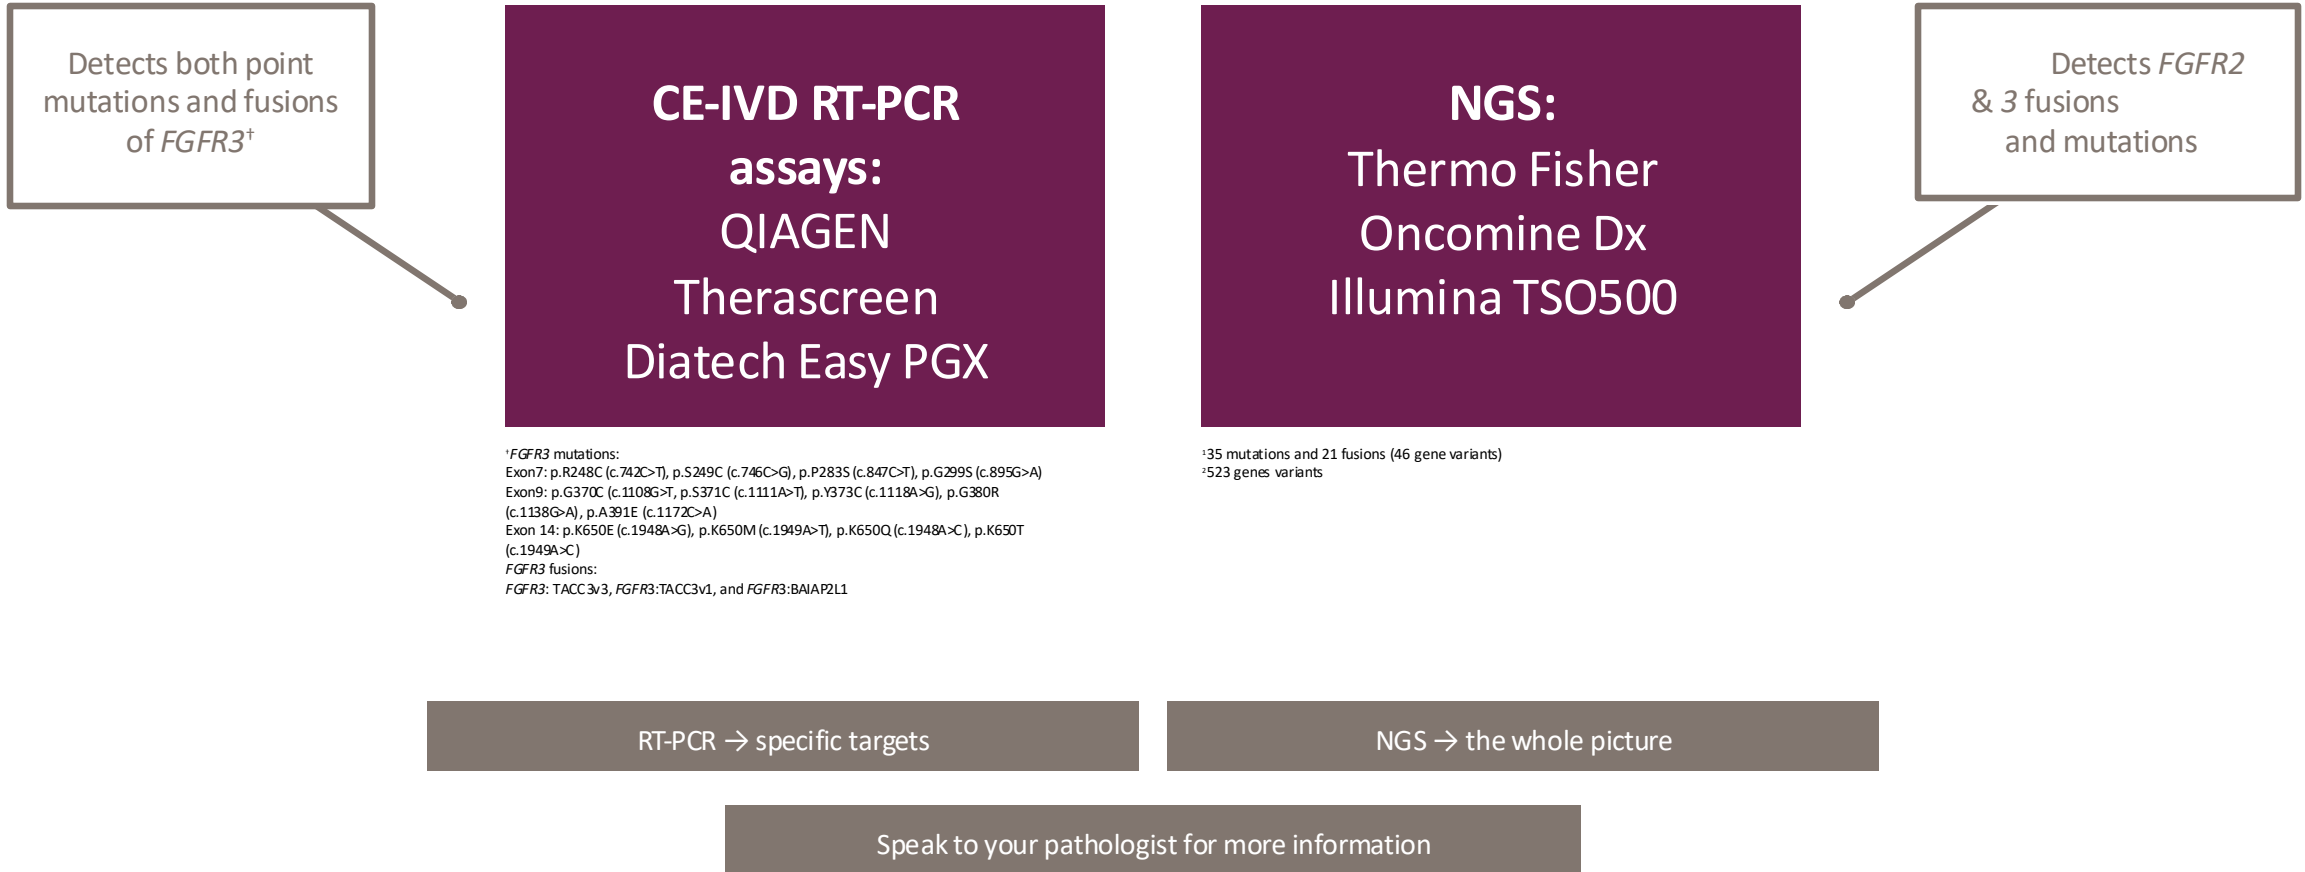 Detects both point
mutations and fusions
of FGFR3†
CE-IVD RT-PCR
assays:
QIAGEN
Therascreen
Diatech Easy PGX
NGS:
Thermo Fisher
Oncomine Dx
Illumina TSO500
Detects FGFR2
& 3 fusions
and mutations
†FGFR3 mutations:
Exon7: p.R248C (c.742C>T), p.S249C (c.746C>G), p.P283S (c.847C>T), p.G299S (c.895G>A)
Exon9: p.G370C (c.1108G>T, p.S371C (c.1111A>T), p.Y373C (c.1118A>G), p.G380R
(c.1138G>A), p.A391E (c.1172C>A)
Exon 14: p.K650E (c.1948A>G), p.K650M (c.1949A>T), p.K650Q (c.1948A>C), p.K650T
(c.1949A>C)
FGFR3 fusions:
FGFR3: TACC3v3, FGFR3:TACC3v1, and FGFR3:BAIAP2L1
¹35 mutations and 21 fusions (46 gene variants)
²523 genes variants
RT-PCR → specific targets
NGS → the whole picture
Speak to your pathologist for more information